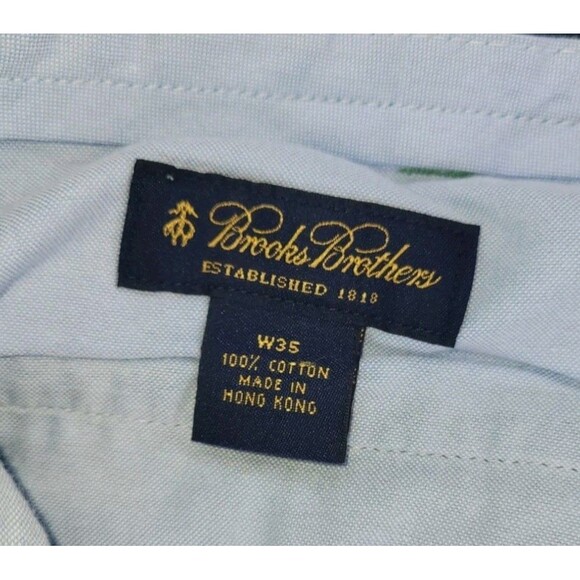 Brooks Brothers
ESTABLISHED 1818
W35
100% COTTON
MADE IN
HONG KONG